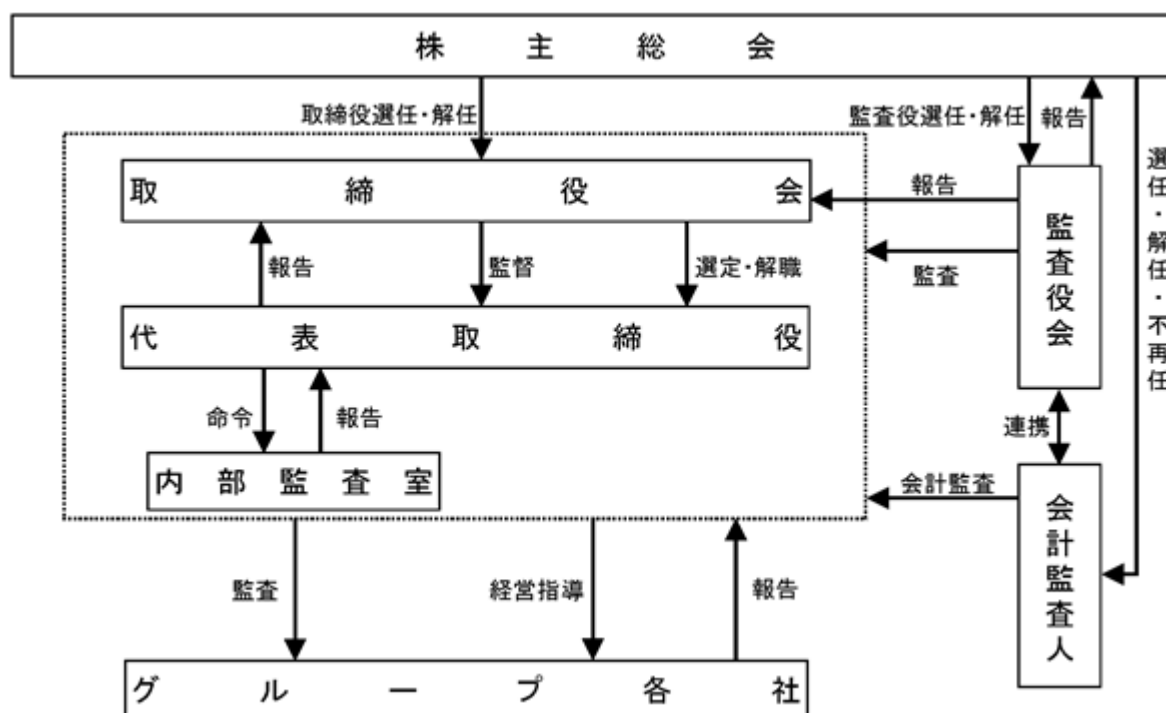 株主総会
取締役選任・解任
監査役選任・解任
報告
選任・解任・不再任
取締役会
報告
監査
監査役会
報告
監督
選定・解職
代表取締役
命令
報告
内部監査室
連携
会計監査
会計監査人
監査
経営指導
報告
グループ各社